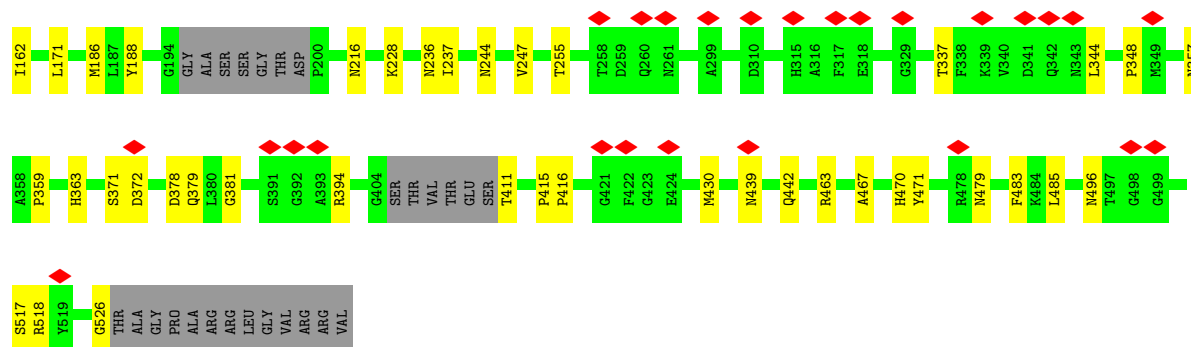 I162 L171 M186 L187 Y188 G194 GLY ALA SER SER GLY THR ASP P200 N216 K228 N236 I237 N244 V247 T255 T258 D259 Q260 N261 A299 D310 H315 A316 F317 E318 G329 T337 F338 K339 V340 D341 Q342 N343 L344 P348 M349
A358 P359 H363 S371 D372 D378 Q379 L380 G381 S391 G392 A393 R394 G404 SER THR VAL THR GLU SER T411 P415 P416 G421 F422 G423 E424 M430 N439 Q442 R463 A467 H470 Y471 R478 N479 F483 K484 L485 N496 T497 G498 G499
S517 R518 Y519 G526 THR ALA GLY PRO ALA ARG ARG LEU GLY VAL ARG ARG VAL